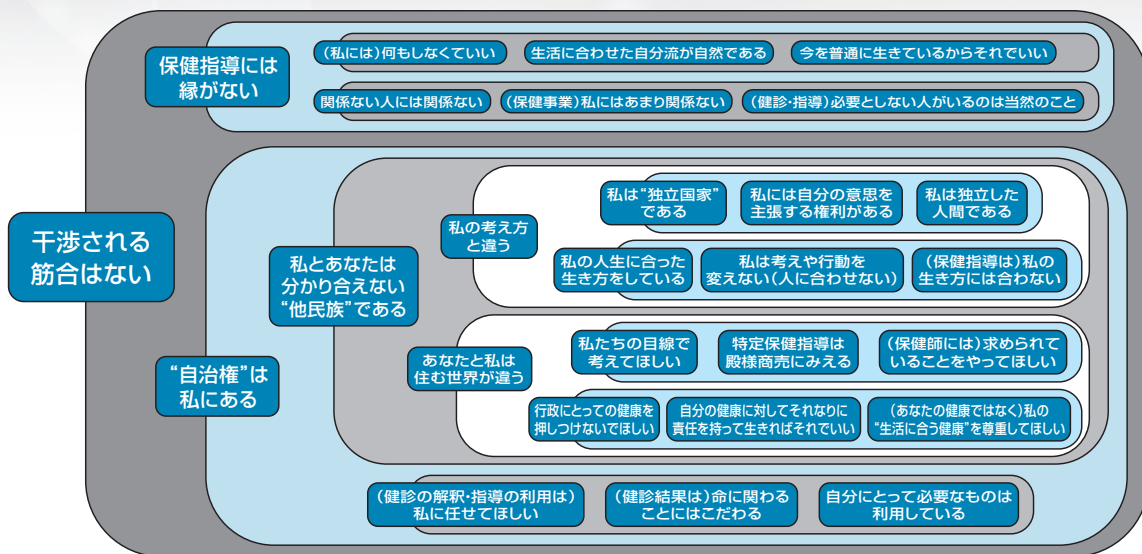 干渉される
筋合はない
保健指導には
縁がない
(私には)何もしなくていい
生活に合わせた自分流が自然である
今を普通に生きているからそれでいい
関係ない人には関係ない
(保健事業)私にはあまり関係ない
(健診・指導)必要としない人がいるのは当然のこと
“自治権”は
私にある
私とあなたは
分かり合えない
“他民族”である
私の考え方
と違う
私は“独立国家”
である
私には自分の意思を
主張する権利がある
私は独立した
人間である
私の人生に合った
生き方をしている
私は考えや行動を
変えない(人に合わせない)
(保健指導は)私の
生き方には合わない
あなたと私は
住む世界が違う
私たちの目線で
考えてほしい
特定保健指導は
殿様商売にみえる
(保健師には)求められて
いることをやってほしい
行政にとっての健康を
押しつけないでほしい
自分の健康に対してそれなりに
責任を持って生きればそれでいい
(あなたの健康ではなく)私の
“生活に合う健康”を尊重してほしい
(健診の解釈・指導の利用は)
私に任せてほしい
(健診結果は)命に関わる
ことにはこだわる
自分にとって必要なものは
利用している